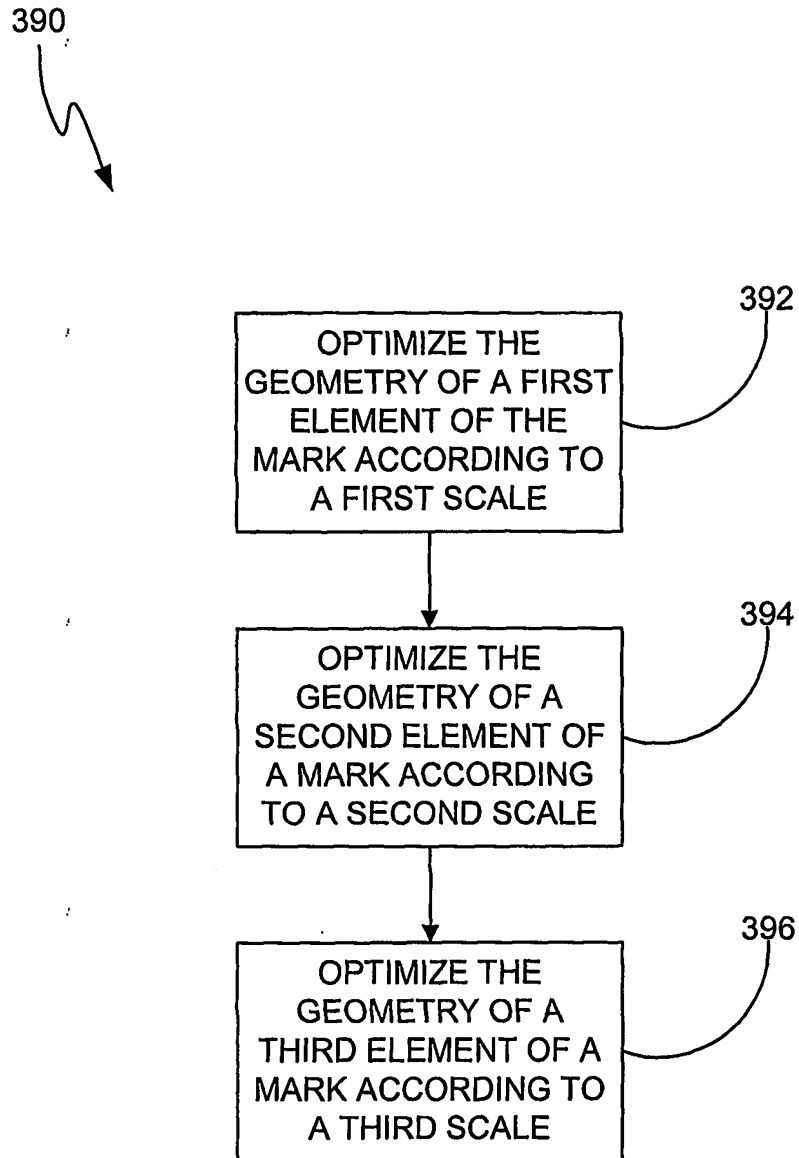 390
392
OPTIMIZE THE
GEOMETRY OF A FIRST
ELEMENT OF THE
MARK ACCORDING TO
A FIRST SCALE
394
OPTIMIZE THE
GEOMETRY OF A
SECOND ELEMENT OF
A MARK ACCORDING
TO A SECOND SCALE
396
OPTIMIZE THE
GEOMETRY OF A
THIRD ELEMENT OF A
MARK ACCORDING TO
A THIRD SCALE